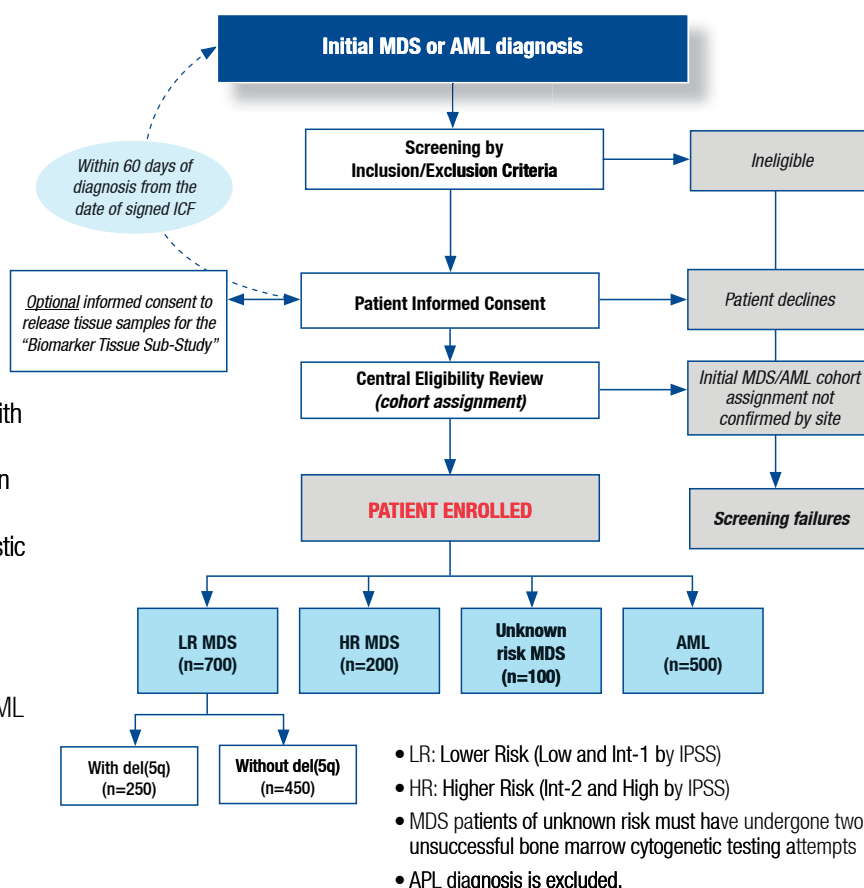 Initial MDS or AML diagnosis
Screening by
Inclusion/Exclusion Criteria
Ineligible
Within 60 days of
diagnosis from the
date of signed ICF
Optional informed consent to
release tissue samples for the
“Biomarker Tissue Sub-Study”
Patient Informed Consent
Patient declines
Central Eligibility Review
(cohort assignment)
Initial MDS/AML cohort
assignment not
confirmed by site
ith
n
stic
ML
PATIENT ENROLLED
Screening failures
LR MDS
(n=700)
HR MDS
(n=200)
Unknown
risk MDS
(n=100)
AML
(n=500)
With del(5q)
(n=250)
Without del(5q)
(n=450)
• LR: Lower Risk (Low and Int-1 by IPSS)
• HR: Higher Risk (Int-2 and High by IPSS)
• MDS patients of unknown risk must have undergone two
unsuccessful bone marrow cytogenetic testing attempts
• APL diagnosis is excluded.